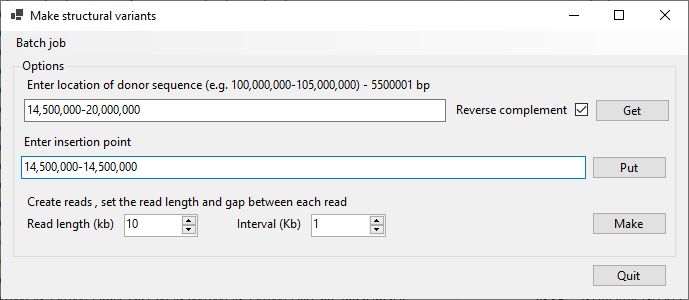 Make structural variants
Batch job
Options
Enter location of donor sequence (e.g. 100,000,000-105,000,000) - 5500001 bp
14,500,000-20,000,000 Reverse complement Get
Enter insertion point
14,500,000-14,500,000 Put
Create reads , set the read length and gap between each read
Read length (kb) 10 Interval (Kb) 1 Make
Quit